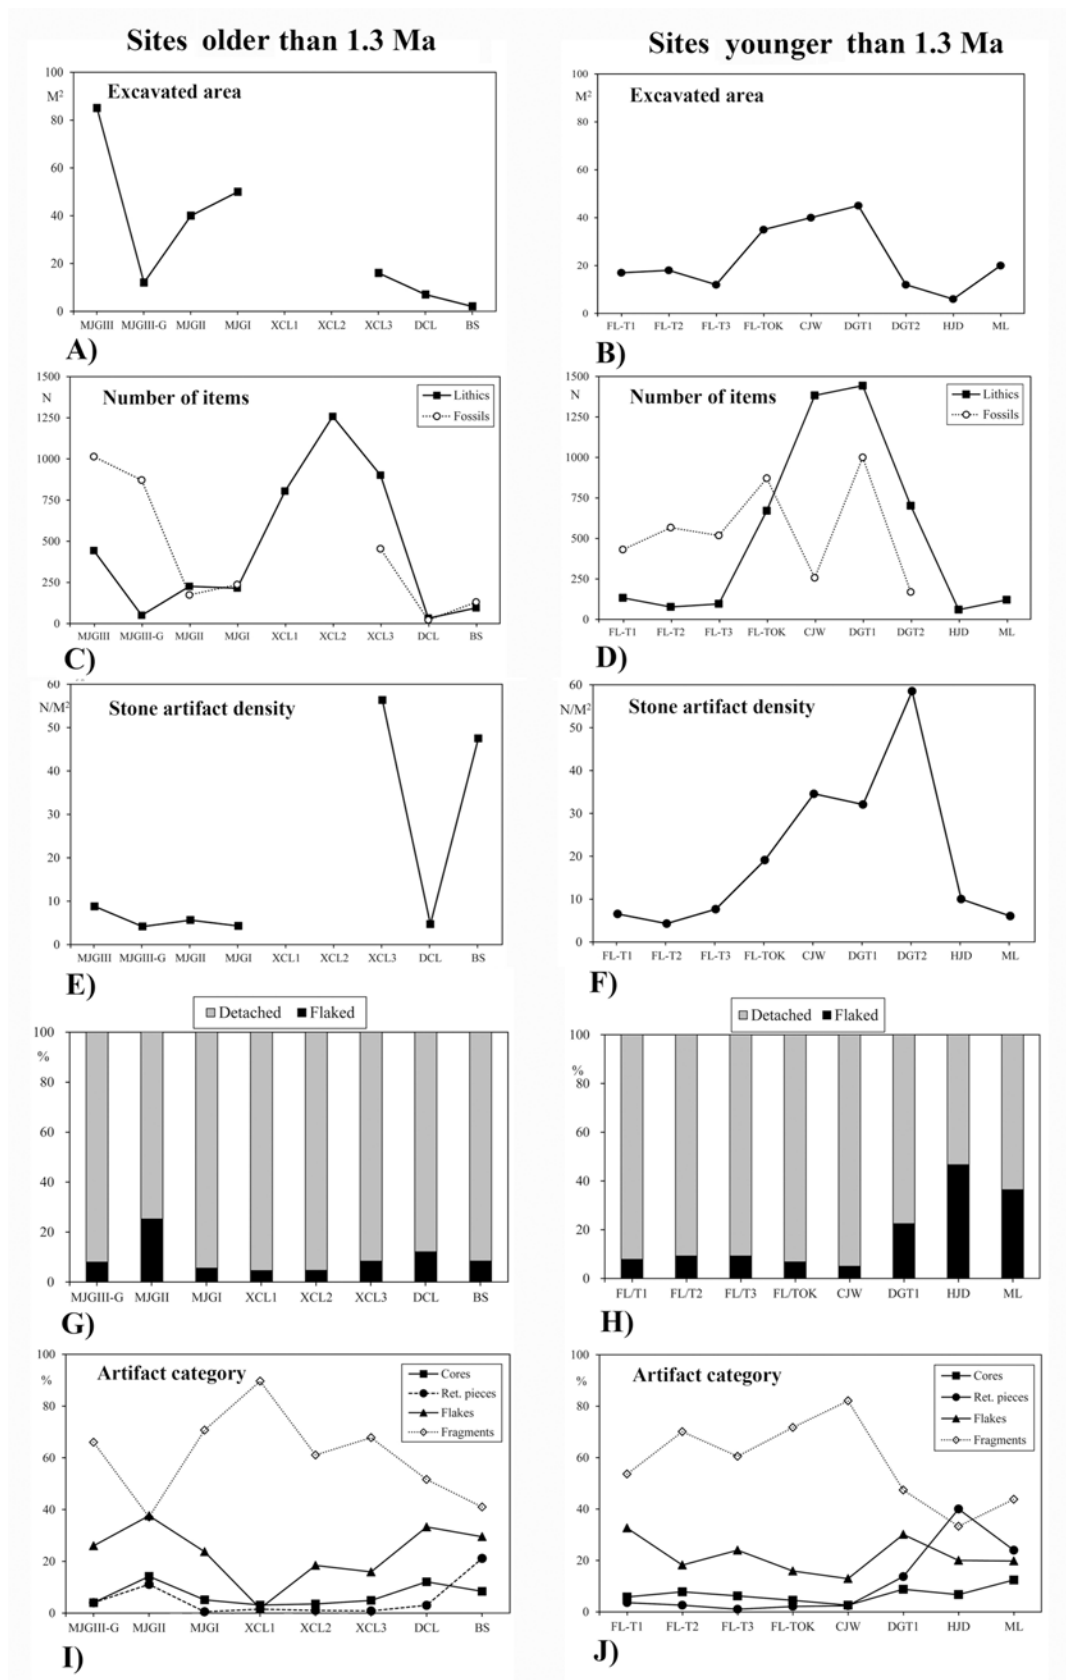 Sites older than 1.3 Ma
Sites younger than 1.3 Ma
100
M²
Excavated area
80
60
40
20
0
MJGIII MJGIII-G MJGII MJGI XCL1 XCL2 XCL3 DCL BS
A)
100
M²
Excavated area
80
60
40
20
0
FL-T1 FL-T2 FL-T3 FL-TOK CJW DGT1 DGT2 HJD ML
B)
1500
N
Number of items
Lithics
Fossils
1250
1000
750
500
250
0
MJGIII MJGIII-G MJGII MJGI XCL1 XCL2 XCL3 DCL BS
C)
1500
N
Number of items
Lithics
Fossils
1250
1000
750
500
250
0
FL-T1 FL-T2 FL-T3 FL-TOK CJW DGT1 DGT2 HJD ML
D)
60
N/M²
Stone artifact density
50
40
30
20
10
0
MJGIII MJGIII-G MJGII MJGI XCL1 XCL2 XCL3 DCL BS
E)
60
N/M²
Stone artifact density
50
40
30
20
10
0
FL-T1 FL-T2 FL-T3 FL-TOK CJW DGT1 DGT2 HJD ML
F)
Detached Flaked
100
%
80
60
40
20
0
MJGIII-G MJGII MJGI XCL1 XCL2 XCL3 DCL BS
G)
Detached Flaked
100
%
80
60
40
20
0
FL/T1 FL/T2 FL/T3 FL/TOK CJW DGT1 HJD ML
H)
100
%
Artifact category
Cores
Ret. pieces
Flakes
Fragments
80
60
40
20
0
MJGIII-G MJGII MJGI XCL1 XCL2 XCL3 DCL BS
I)
100
%
Artifact category
Cores
Ret. pieces
Flakes
Fragments
80
60
40
20
0
FL-T1 FL-T2 FL-T3 FL-TOK CJW DGT1 HJD ML
J)